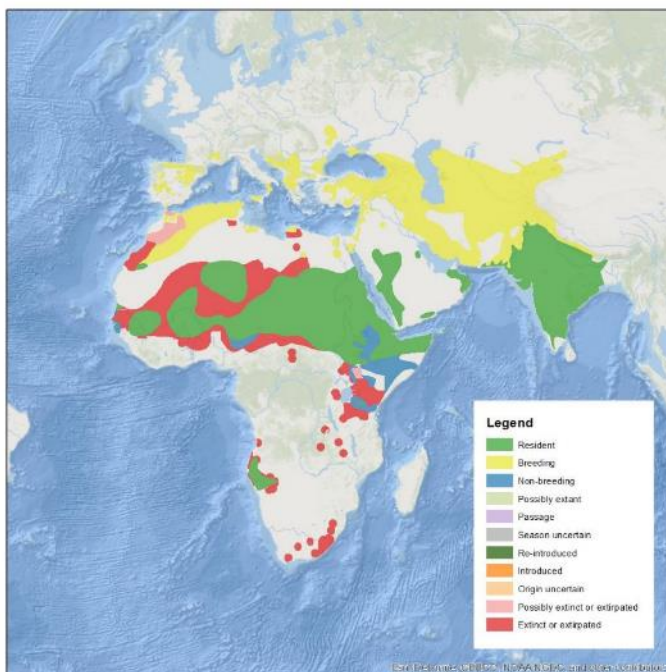 Legend
Resident
Breeding
Non-breeding
Possibly extant
Passage
Season uncertain
Re-introduced
Introduced
Origin uncertain
Possibly extinct or extirpated
Extinct or extirpated